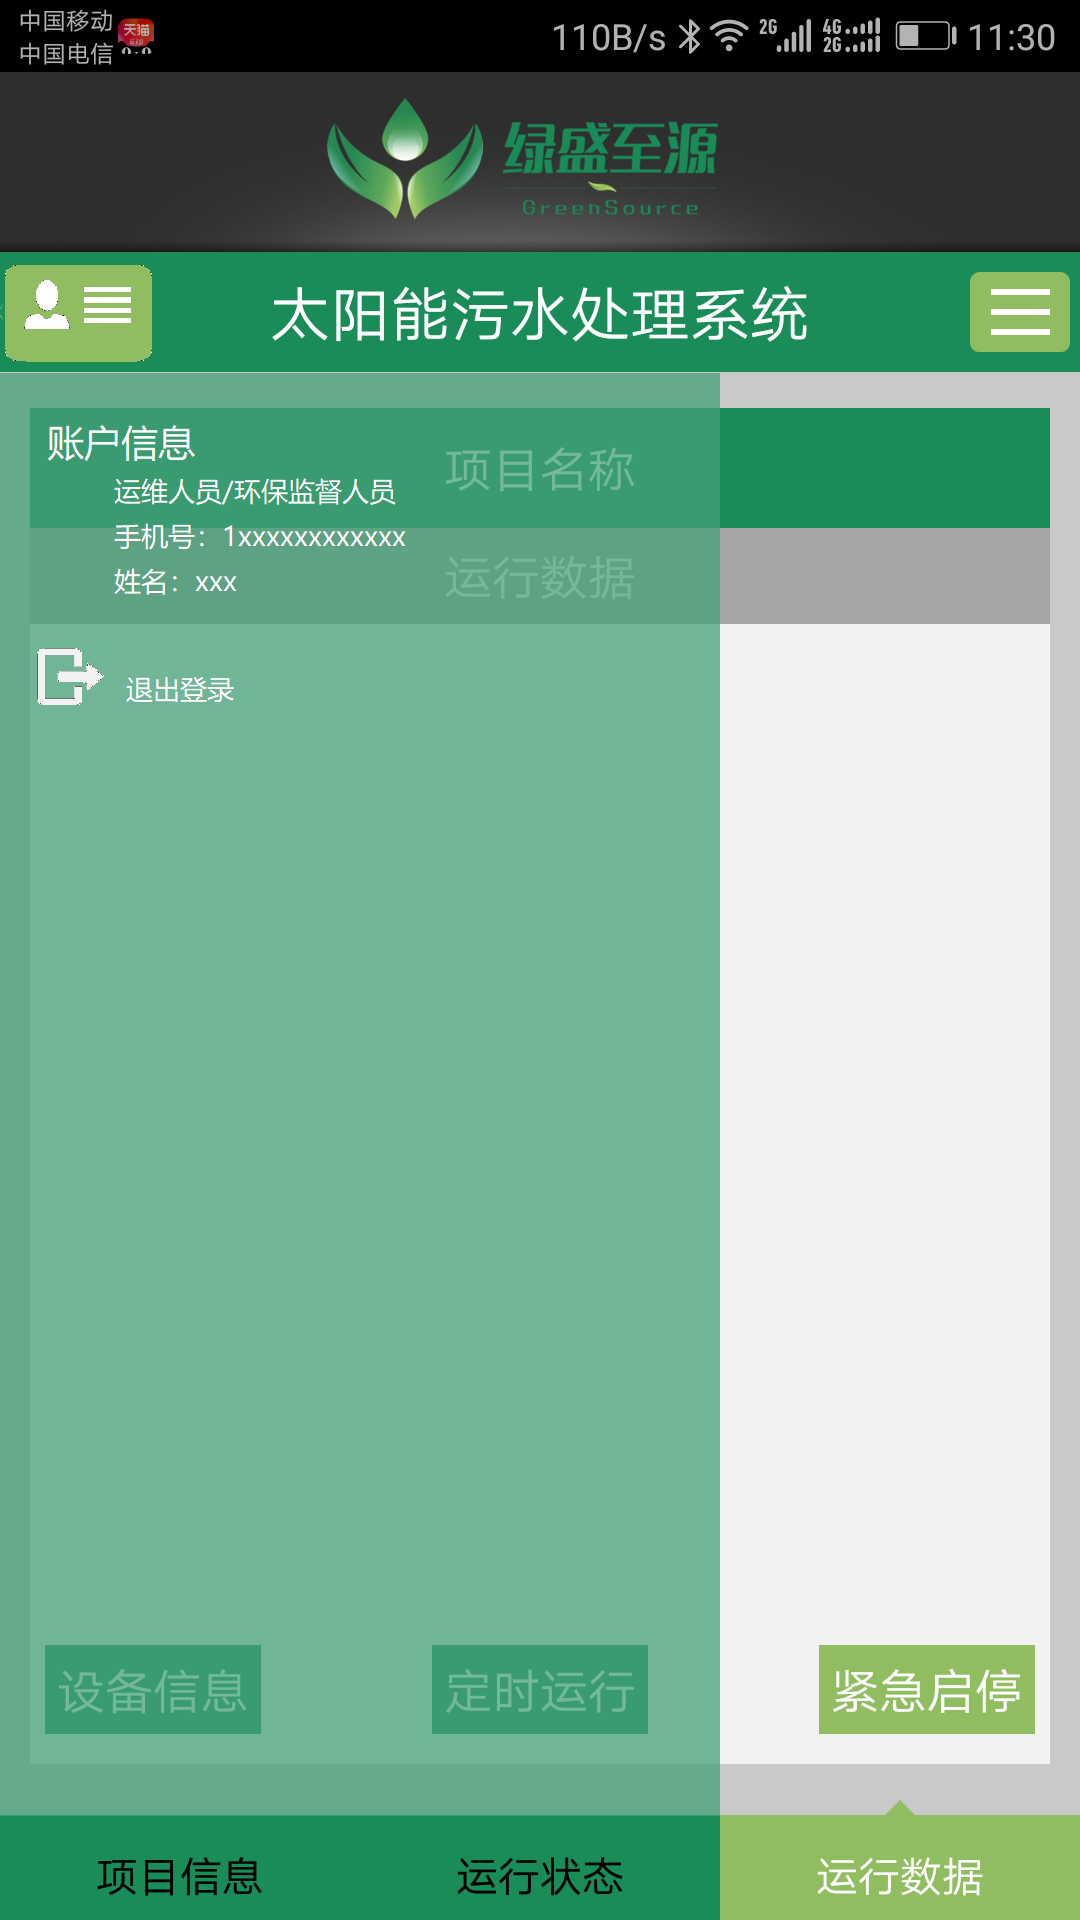 中国移动
中国电信
天猫
618
110B/s 2G 4G 2G 11:30
绿盛至源
GreenSource
太阳能污水处理系统
账户信息
项目名称
运维人员/环保监督人员
手机号：1xxxxxxxxxxxx
运行数据
姓名：xxx
退出登录
设备信息 定时运行 紧急启停
项目信息 运行状态 运行数据